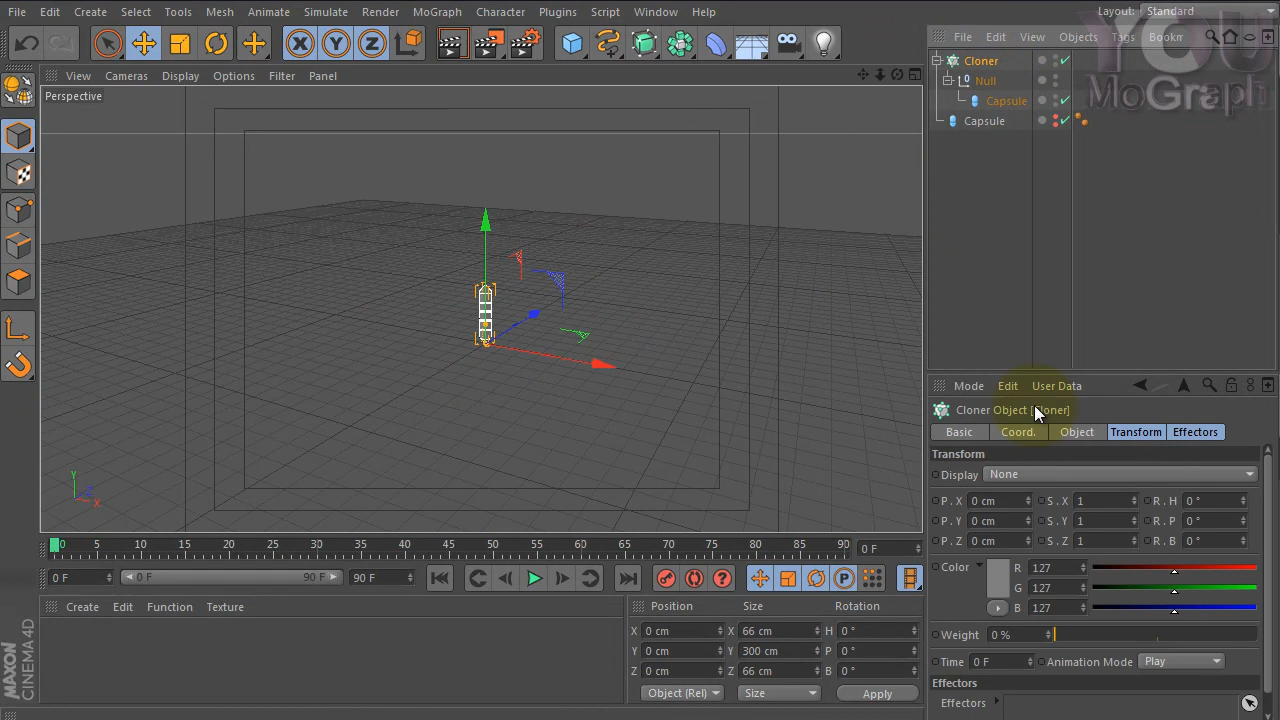 File Edit Create Select Tools Mesh Animate Simulate Render MoGraph Character Plugins Script Window Help Layout: Standard
X Y Z
File Edit View Objects Tags Bookm
YOU
MoGraph
View Cameras Display Options Filter Panel
Perspective
Cloner
Null
Capsule
Capsule
Y
Z
X
Mode Edit User Data
Cloner Object [Cloner]
Basic Coord. Object Transform Effectors
Transform
Display None
P . X 0 cm S . X 1 R . H 0 °
P . Y 0 cm S . Y 1 R . P 0 °
P . Z 0 cm S . Z 1 R . B 0 °
Color R 127
G 127
B 127
Weight 0 %
Time 0 F Animation Mode Play
Effectors
Effectors
0 5 10 15 20 25 30 35 40 45 50 55 60 65 70 75 80 85 90 0 F
0 F 0 F 90 F 90 F
P
Create Edit Function Texture
Position Size Rotation
X 0 cm X 66 cm H 0 °
Y 0 cm Y 300 cm P 0 °
Z 0 cm Z 66 cm B 0 °
Object (Rel) Size Apply
MAXON
CINEMA 4D